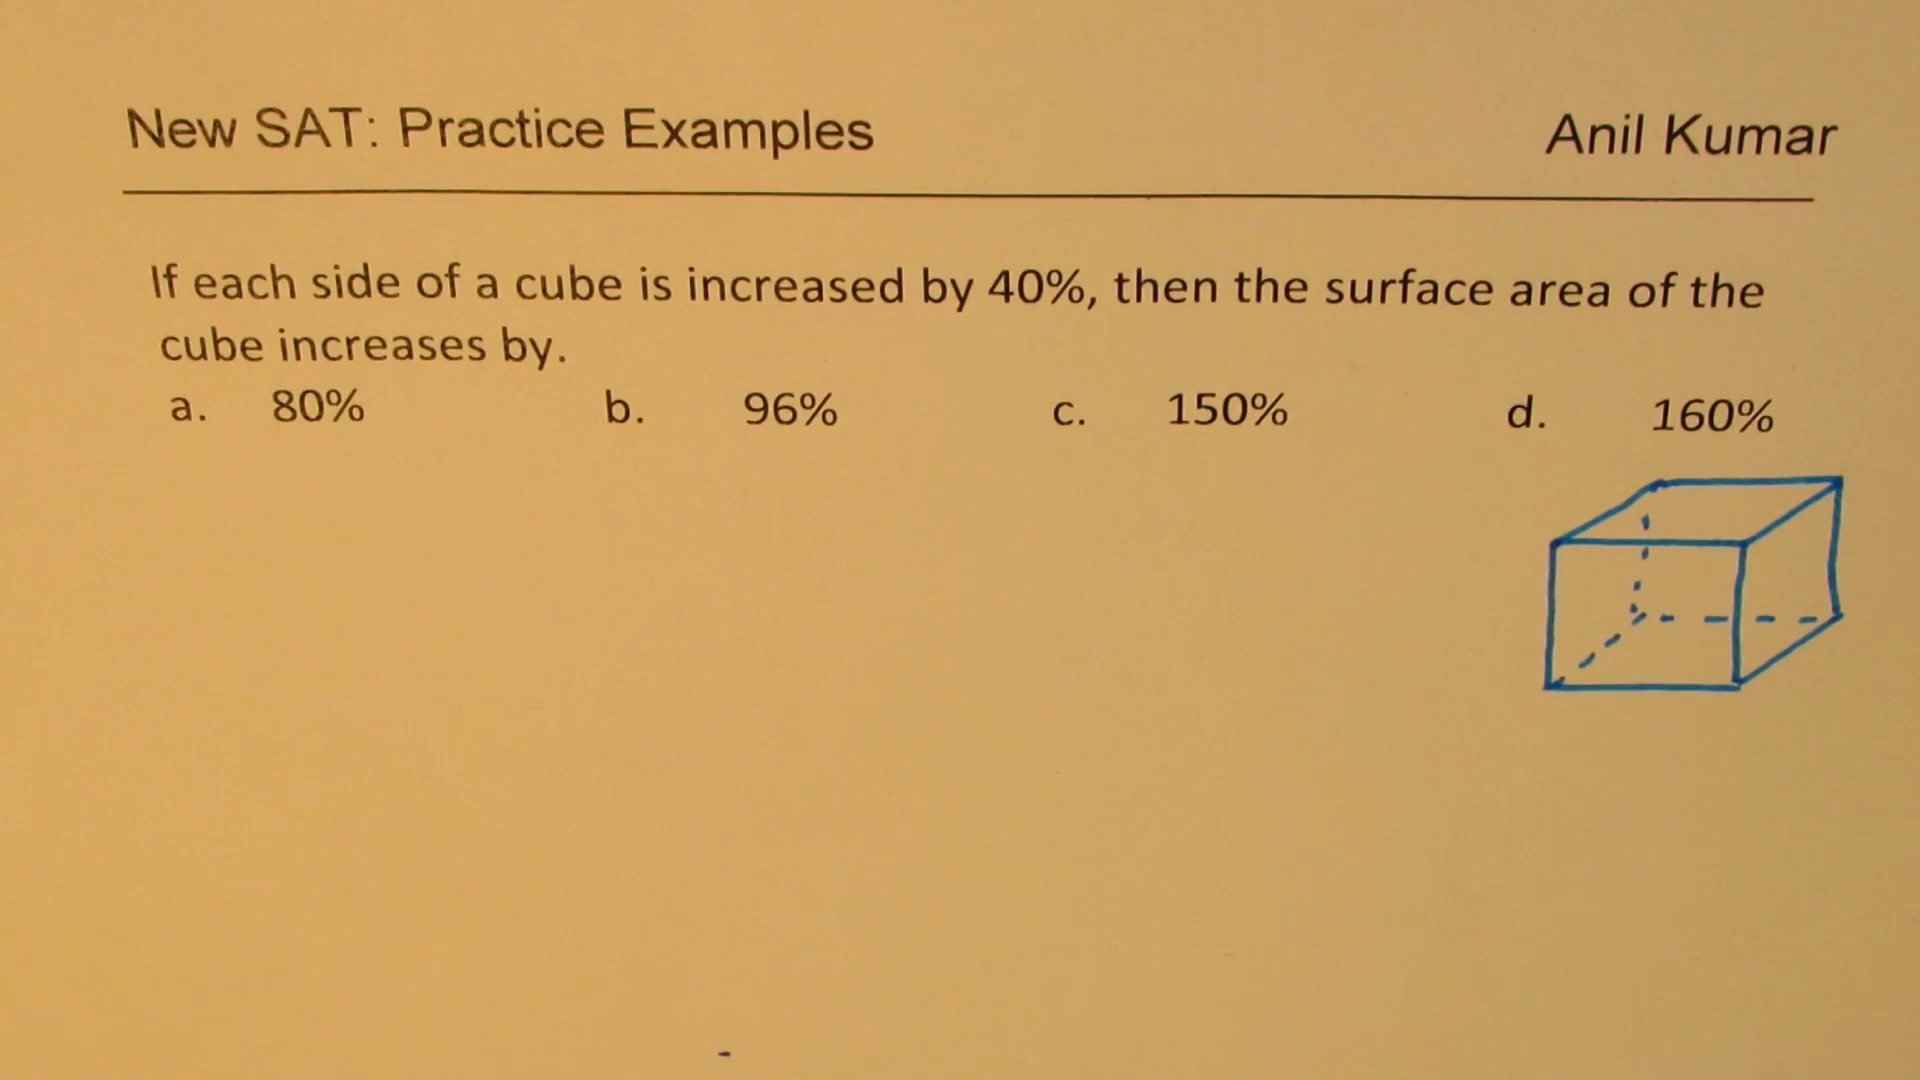 New SAT: Practice Examples Anil Kumar
If each side of a cube is increased by 40%, then the surface area of the
cube increases by.
a. 80% b. 96% c. 150% d. 160%